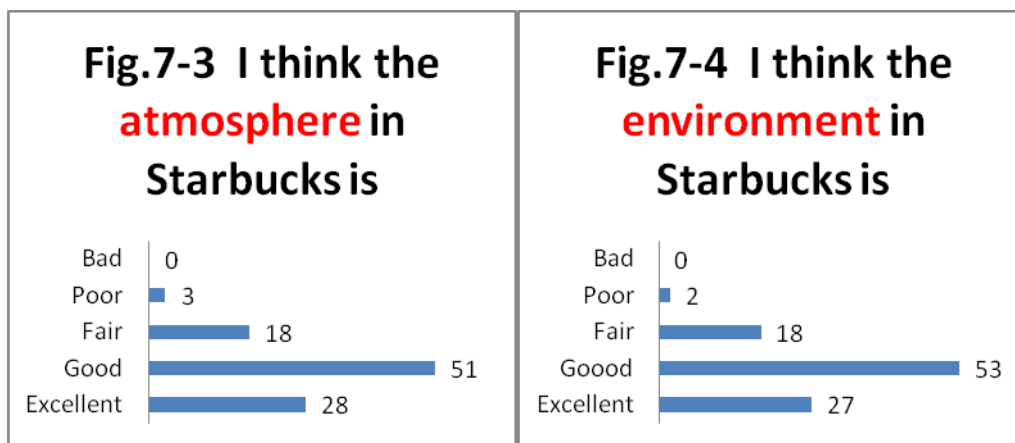 Fig.7-3 I think the
atmosphere in
Starbucks is
Bad 0
Poor 3
Fair 18
Good 51
Excellent 28
Fig.7-4 I think the
environment in
Starbucks is
Bad 0
Poor 2
Fair 18
Goood 53
Excellent 27